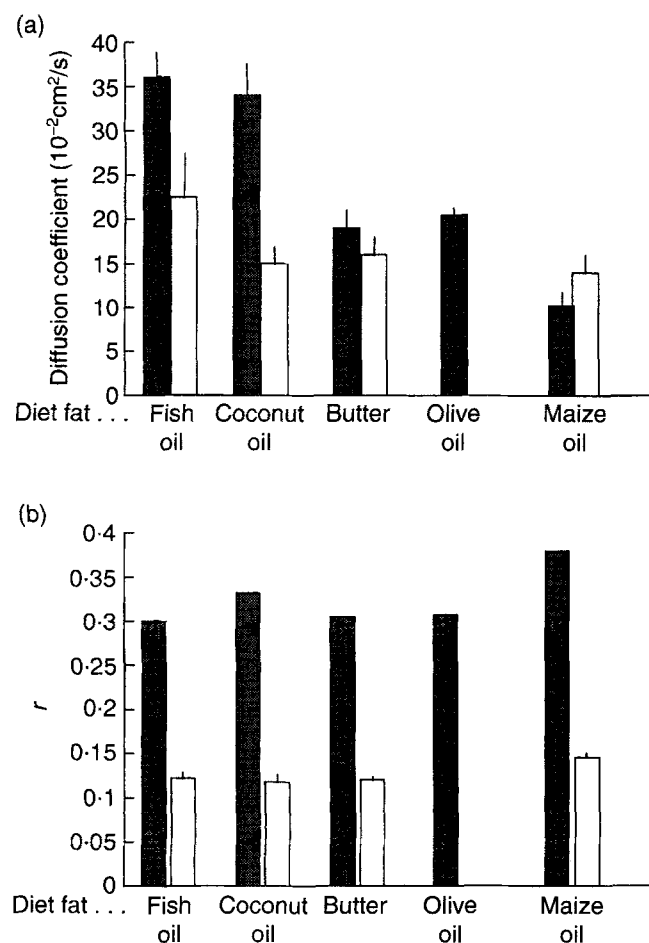 (a)
Diffusion coefficient (10⁻²cm²/s)
40
35
30
25
20
15
10
5
0
Diet fat . . . Fish Coconut Butter Olive Maize
oil oil oil oil
(b)
r
0·4
0·35
0·3
0·25
0·2
0·15
0·1
0·05
0
Diet fat . . . Fish Coconut Butter Olive Maize
oil oil oil oil